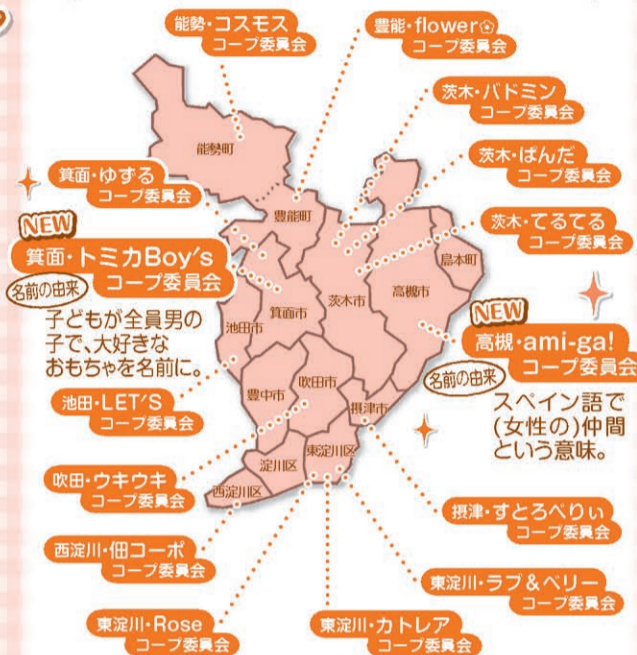 能勢・コスモス
コープ委員会
豊能・flower
コープ委員会
茨木・バドミン
コープ委員会
茨木・ぱんだ
コープ委員会
茨木・てるてる
コープ委員会
箕面・ゆずる
コープ委員会
NEW
箕面・トミカBoy's
コープ委員会
名前の由来
子どもが全員男の
子で、大好きな
おもちゃを名前に。
池田・LET'S
コープ委員会
吹田・ウキウキ
コープ委員会
西淀川・佃コーポ
コープ委員会
東淀川・Rose
コープ委員会
東淀川・カトレア
コープ委員会
東淀川・ラブ&ベリー
コープ委員会
摂津・すとろべりぃ
コープ委員会
NEW
高槻・ami-ga!
コープ委員会
名前の由来
スペイン語で
(女性の)仲間
という意味。
能勢町
豊能町
島本町
高槻市
茨木市
箕面市
池田市
豊中市
吹田市
摂津市
淀川区
東淀川区
西淀川区